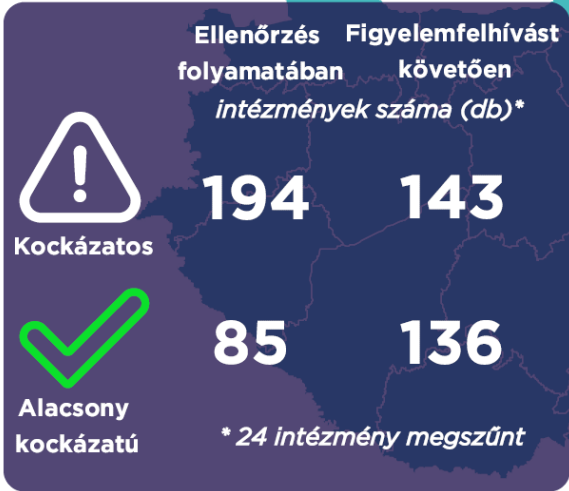 Ellenőrzés Figyelemfelhívást
folyamatában követően
intézmények száma (db)*
194 143
Kockázatos
85 136
Alacsony
kockázatú
* 24 intézmény megszűnt